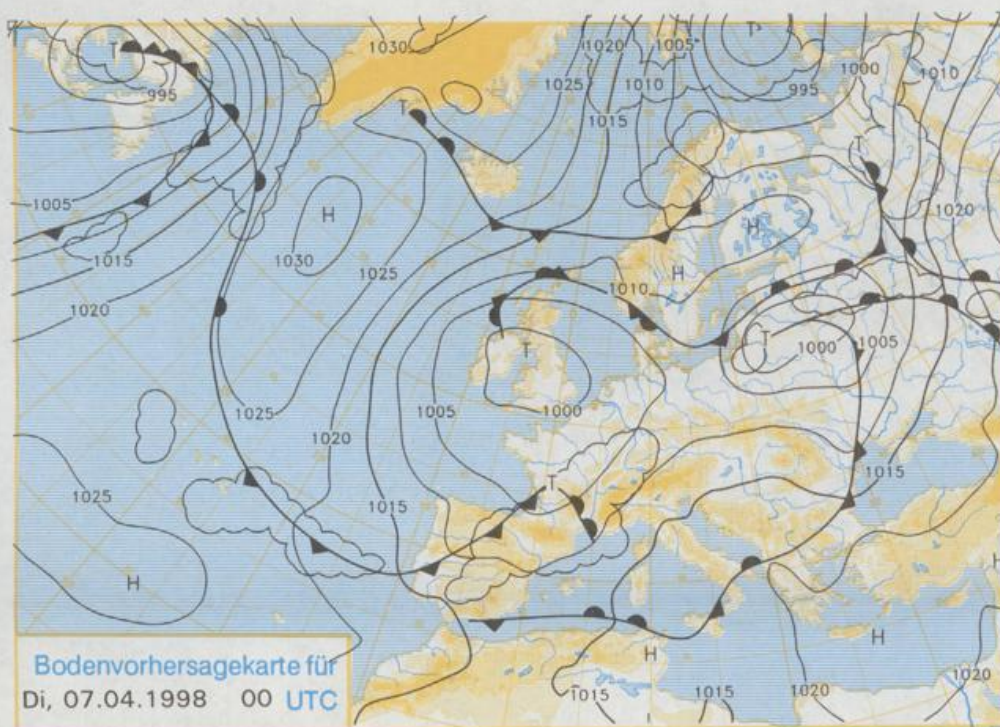 T 1030 1020 1005 T
1025 1010 1000 1010
995 995
T 1015
T
1005 H H 1020
1015 1030 1025 H
1020 1010
T T 1005
1000
1025 1005 1000
1020
T 1015
1025 1015
H
H H
H
Bodenvorhersagekarte für
Di, 07.04.1998 00 UTC
1015 1015 1020 1020
H